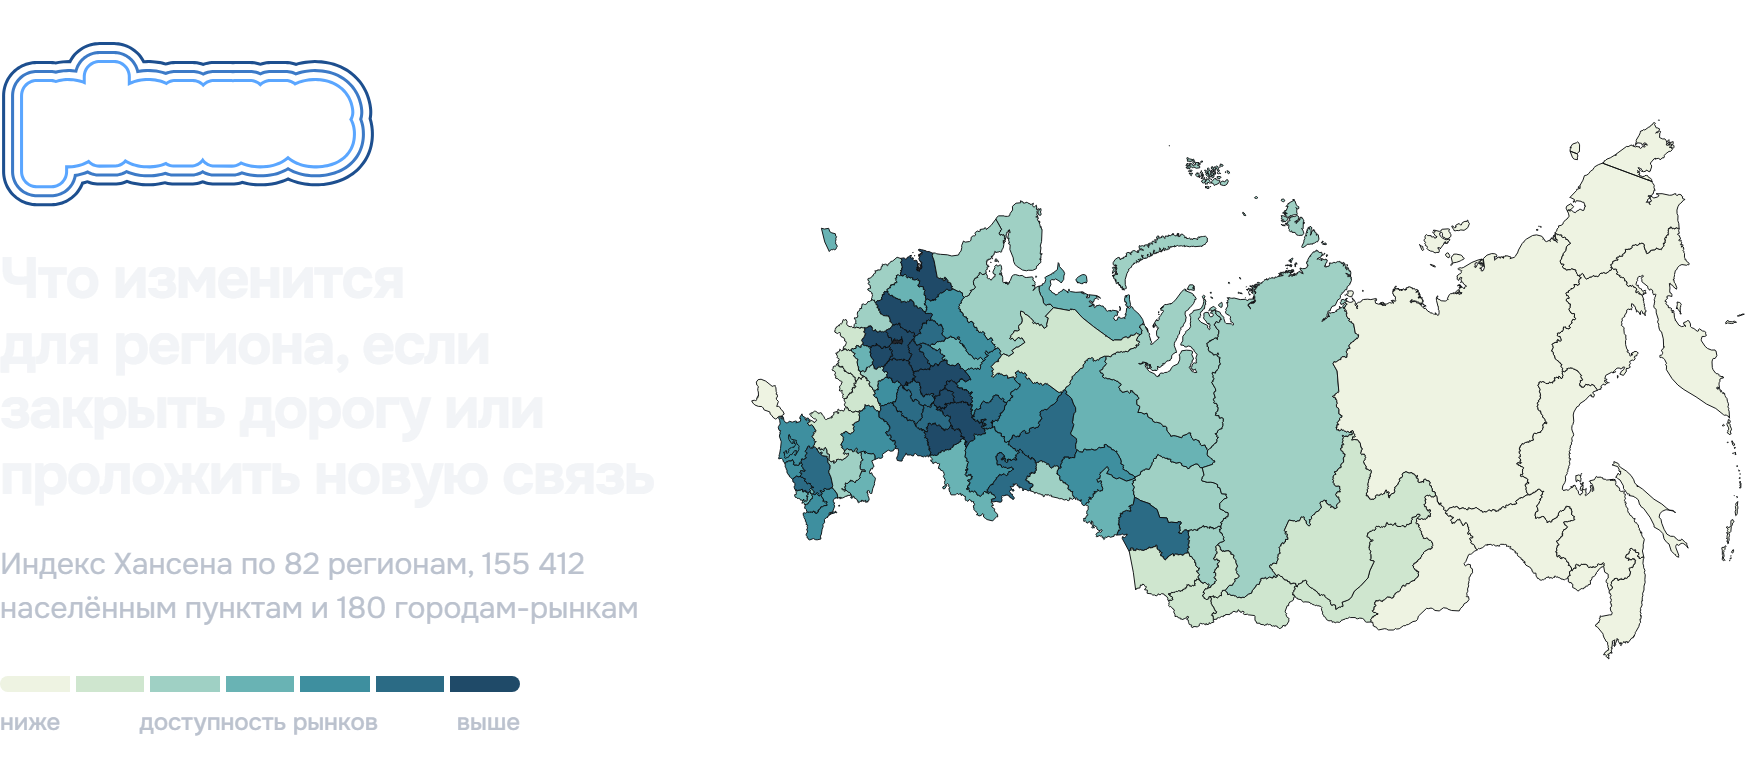 Что изменится
для региона, если
закрыть дорогу или
проложить новую связь
Индекс Хансена по 82 регионам, 155 412
населённым пунктам и 180 городам-рынкам
ниже доступность рынков выше